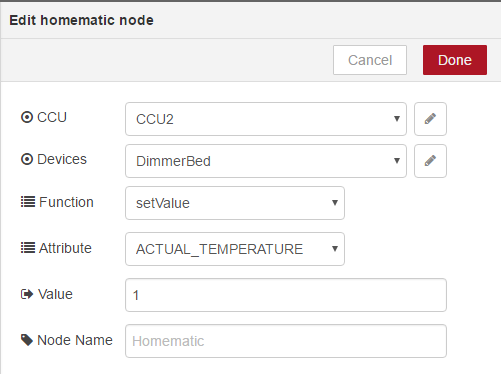 Edit homematic node
Cancel Done
CCU CCU2
Devices DimmerBed
Function setValue
Attribute ACTUAL_TEMPERATURE
Value 1
Node Name Homematic